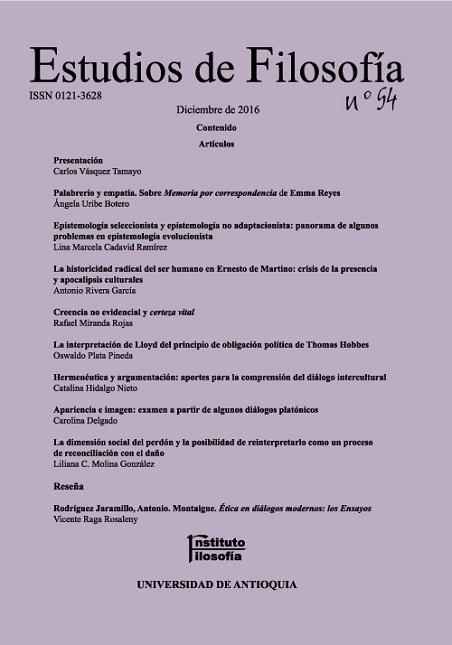 Estudios de Filosofía
ISSN 0121-3628
nº 54
Diciembre de 2016
Contenido
Artículos
Presentación
Carlos Vásquez Tamayo
Palabrerío y empatía. Sobre Memoria por correspondencia de Emma Reyes
Ángela Uribe Botero
Epistemología seleccionista y epistemología no adaptacionista: panorama de algunos
problemas en epistemología evolucionista
Lina Marcela Cadavid Ramírez
La historicidad radical del ser humano en Ernesto de Martino: crisis de la presencia
y apocalipsis culturales
Antonio Rivera García
Creencia no evidencial y certeza vital
Rafael Miranda Rojas
La interpretación de Lloyd del principio de obligación política de Thomas Hobbes
Oswaldo Plata Pineda
Hermenéutica y argumentación: aportes para la comprensión del diálogo intercultural
Catalina Hidalgo Nieto
Apariencia e imagen: examen a partir de algunos diálogos platónicos
Carolina Delgado
La dimensión social del perdón y la posibilidad de reinterpretarlo como un proceso
de reconciliación con el daño
Liliana C. Molina González
Reseña
Rodríguez Jaramillo, Antonio. Montaigne. Ética en diálogos modernos: los Ensayos
Vicente Raga Rosaleny
Instituto
Filosofía
UNIVERSIDAD DE ANTIOQUIA